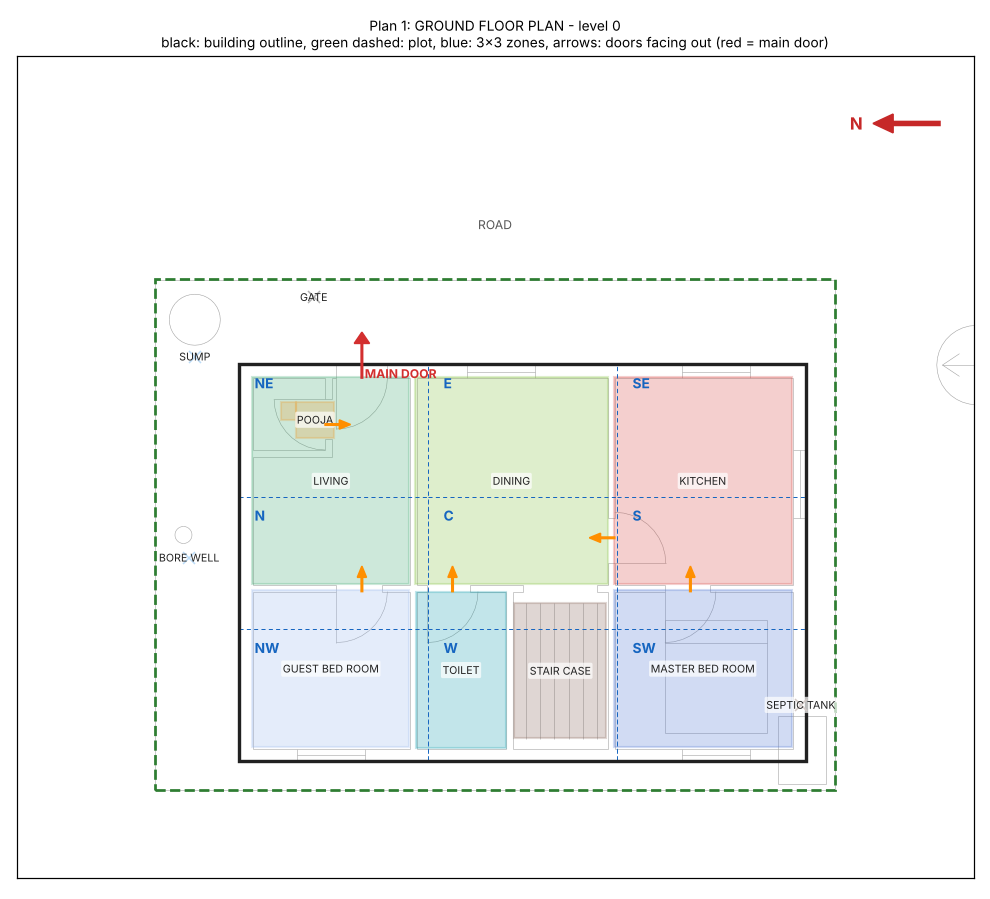 Plan 1: GROUND FLOOR PLAN - level 0
black: building outline, green dashed: plot, blue: 3×3 zones, arrows: doors facing out (red = main door)
N
ROAD
GATE
SUMP
MAIN DOOR
NE
E
SE
POOJA
LIVING
DINING
KITCHEN
N
C
S
BORE WELL
NW
W
SW
GUEST BED ROOM
TOILET
STAIR CASE
MASTER BED ROOM
SEPTIC TANK